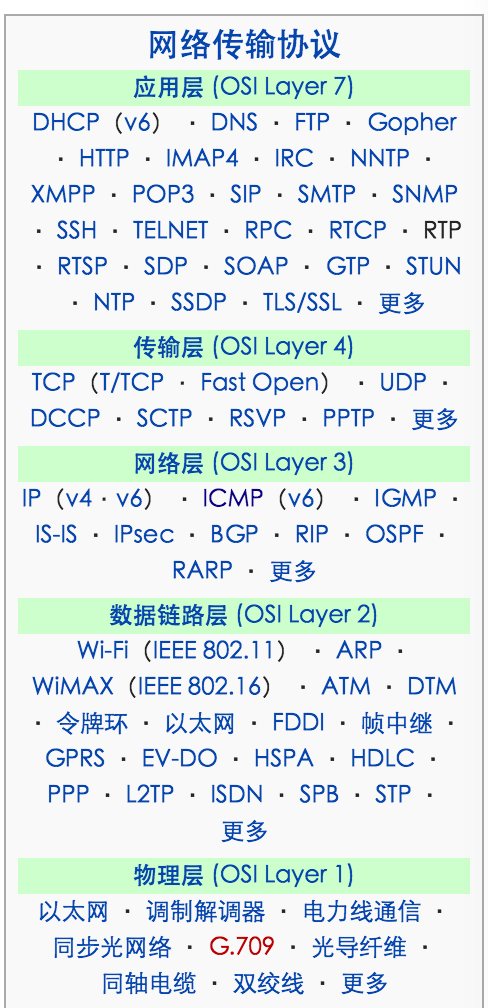 网络传输协议
应用层 (OSI Layer 7)
DHCP（v6） · DNS · FTP · Gopher
· HTTP · IMAP4 · IRC · NNTP ·
XMPP · POP3 · SIP · SMTP · SNMP
· SSH · TELNET · RPC · RTCP · RTP
· RTSP · SDP · SOAP · GTP · STUN
· NTP · SSDP · TLS/SSL · 更多
传输层 (OSI Layer 4)
TCP（T/TCP · Fast Open） · UDP ·
DCCP · SCTP · RSVP · PPTP · 更多
网络层 (OSI Layer 3)
IP（v4 · v6） · ICMP（v6） · IGMP ·
IS-IS · IPsec · BGP · RIP · OSPF ·
RARP · 更多
数据链路层 (OSI Layer 2)
Wi-Fi（IEEE 802.11） · ARP ·
WiMAX（IEEE 802.16） · ATM · DTM
· 令牌环 · 以太网 · FDDI · 帧中继 ·
GPRS · EV-DO · HSPA · HDLC ·
PPP · L2TP · ISDN · SPB · STP ·
更多
物理层 (OSI Layer 1)
以太网 · 调制解调器 · 电力线通信 ·
同步光网络 · G.709 · 光导纤维 ·
同轴电缆 · 双绞线 · 更多